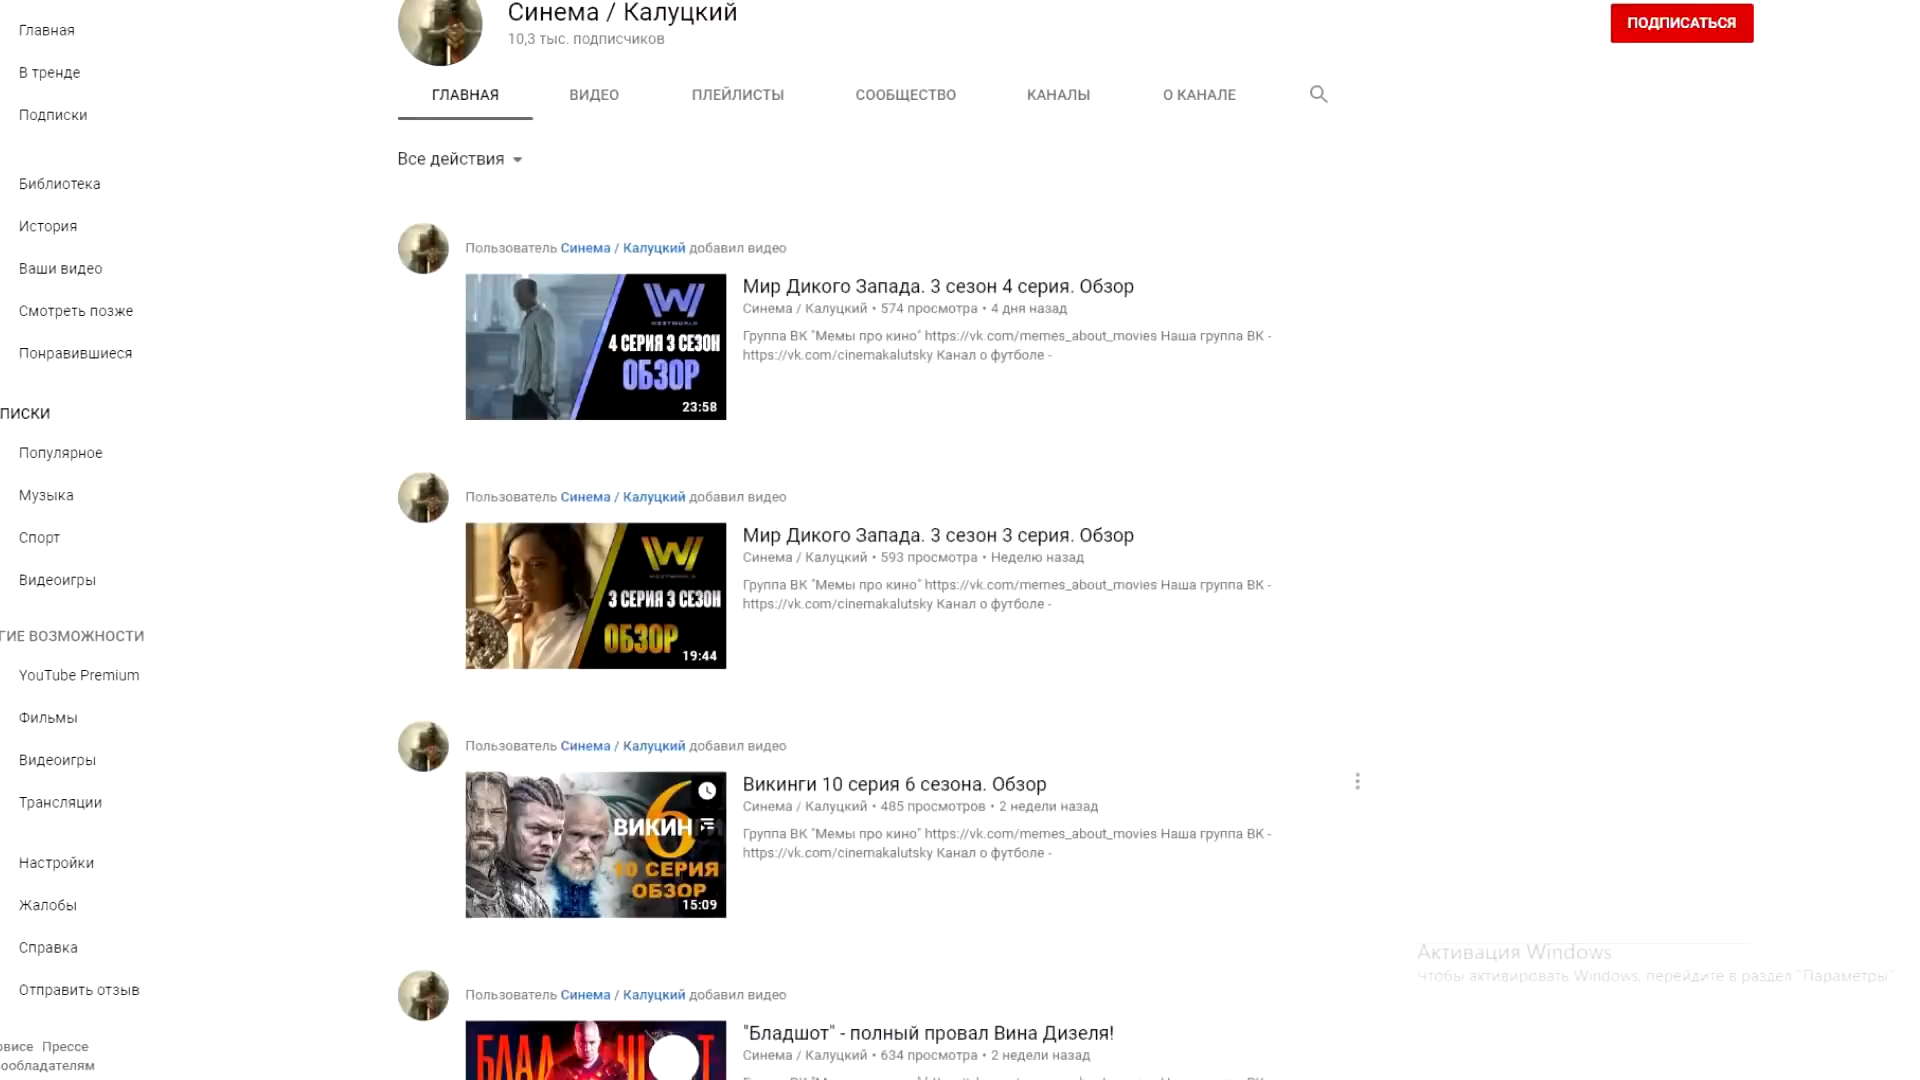 Главная
В тренде
Подписки
Библиотека
История
Ваши видео
Смотреть позже
Понравившиеся
ПИСКИ
Популярное
Музыка
Спорт
Видеоигры
ГИЕ ВОЗМОЖНОСТИ
YouTube Premium
Фильмы
Видеоигры
Трансляции
Настройки
Жалобы
Справка
Отправить отзыв
рвисе Прессе
ообладателям
Синема / Калуцкий
10,3 тыс. подписчиков
ПОДПИСАТЬСЯ
ГЛАВНАЯ ВИДЕО ПЛЕЙЛИСТЫ СООБЩЕСТВО КАНАЛЫ О КАНАЛЕ
Все действия
Пользователь Синема / Калуцкий добавил видео
WESTWORLD
4 СЕРИЯ 3 СЕЗОН
ОБЗОР
23:58
Мир Дикого Запада. 3 сезон 4 серия. Обзор
Синема / Калуцкий • 574 просмотра • 4 дня назад
Группа ВК "Мемы про кино" https://vk.com/memes_about_movies Наша группа ВК -
https://vk.com/cinemakalutsky Канал о футболе -
Пользователь Синема / Калуцкий добавил видео
WESTWORLD
3 СЕРИЯ 3 СЕЗОН
ОБЗОР
19:44
Мир Дикого Запада. 3 сезон 3 серия. Обзор
Синема / Калуцкий • 593 просмотра • Неделю назад
Группа ВК "Мемы про кино" https://vk.com/memes_about_movies Наша группа ВК -
https://vk.com/cinemakalutsky Канал о футболе -
Пользователь Синема / Калуцкий добавил видео
6
ВИКИНГИ
10 СЕРИЯ
ОБЗОР
15:09
Викинги 10 серия 6 сезона. Обзор
Синема / Калуцкий • 485 просмотров • 2 недели назад
Группа ВК "Мемы про кино" https://vk.com/memes_about_movies Наша группа ВК -
https://vk.com/cinemakalutsky Канал о футболе -
Активация Windows
Чтобы активировать Windows, перейдите в раздел "Параметры"
Пользователь Синема / Калуцкий добавил видео
"Бладшот" - полный провал Вина Дизеля!
Синема / Калуцкий • 634 просмотра • 2 недели назад